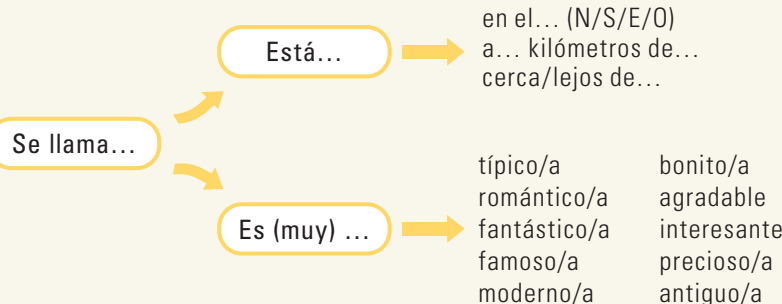 Se llama...
Está...
en el... (N/S/E/O)
a... kilómetros de...
cerca/lejos de...
Es (muy) ...
típico/a
romántico/a
fantástico/a
famoso/a
moderno/a
bonito/a
agradable
interesante
precioso/a
antiguo/a